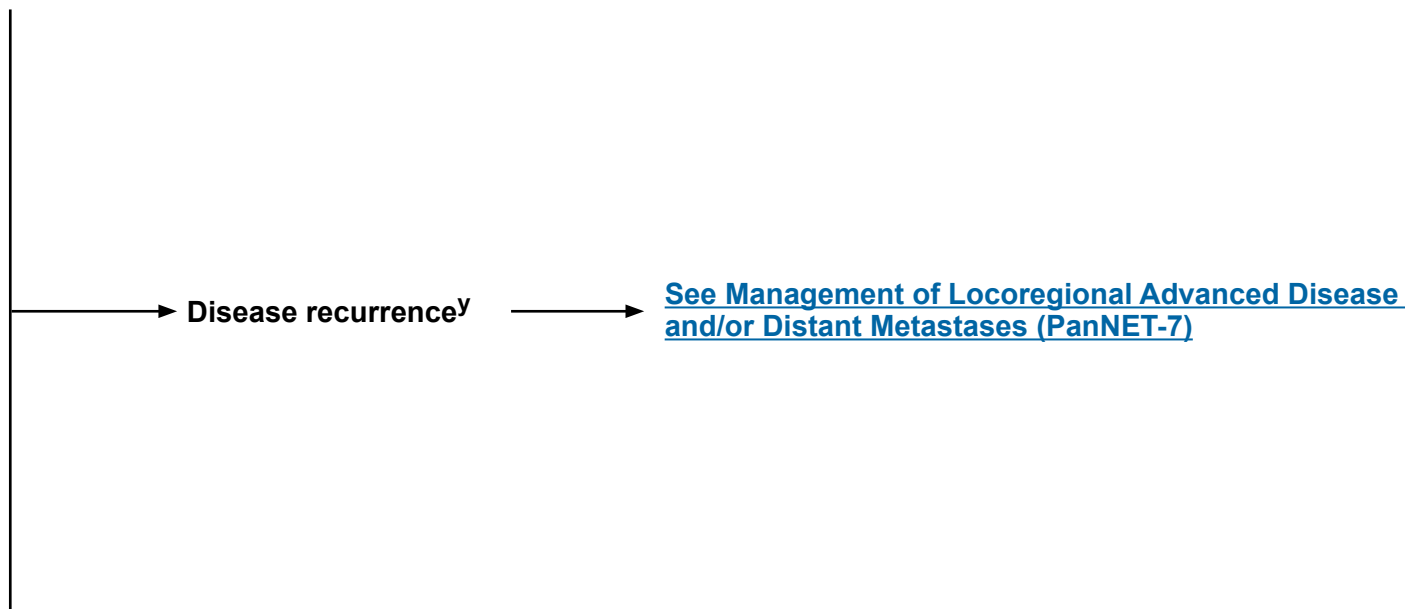 Disease recurrenceʸ
See Management of Locoregional Advanced Disease
and/or Distant Metastases (PanNET-7)